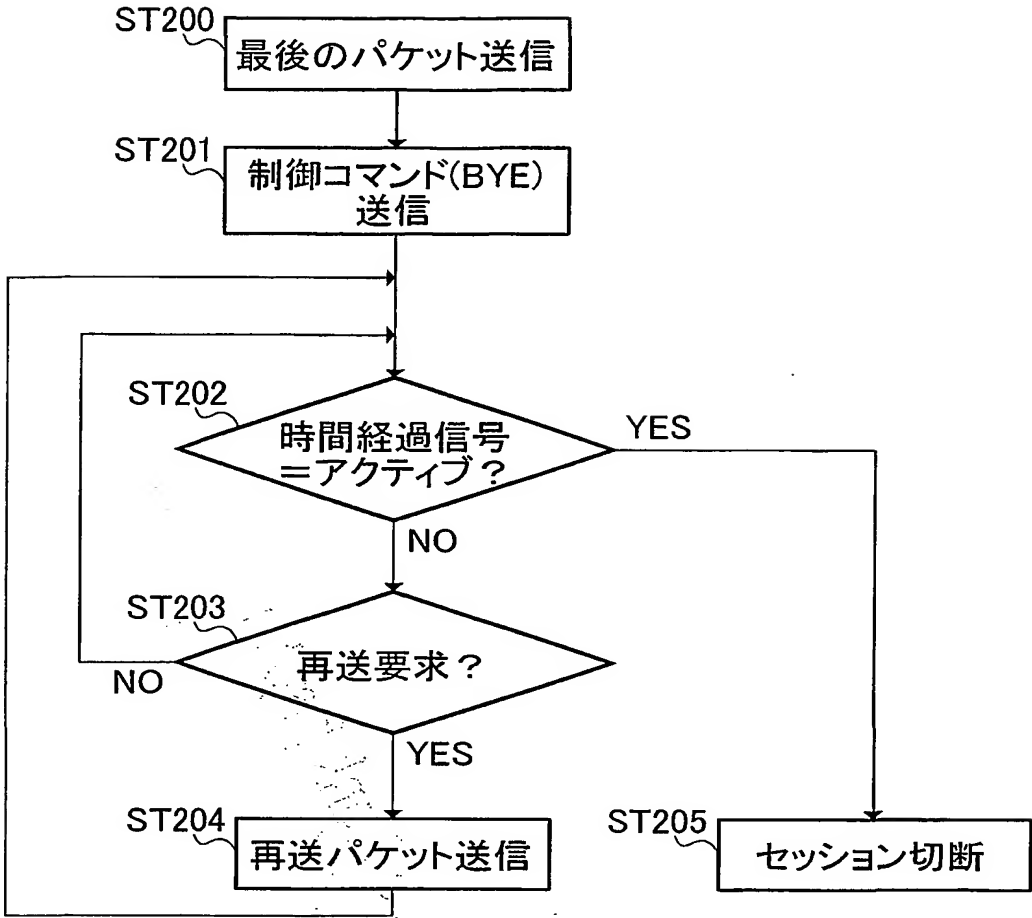 ST200
最後のパケット送信
ST201
制御コマンド(BYE)
送信
ST202
時間経過信号
=アクティブ?
YES
NO
ST203
再送要求?
NO
YES
ST204
再送パケット送信
ST205
セッション切断